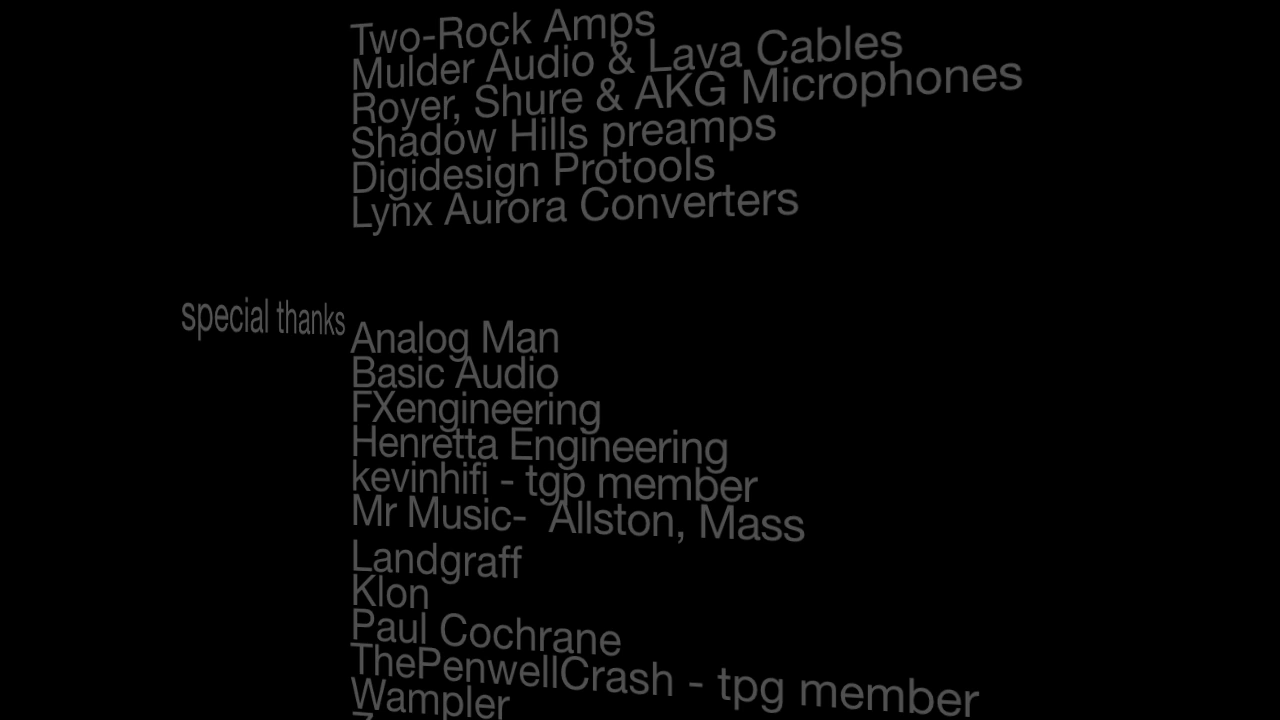 Two-Rock Amps
Mulder Audio & Lava Cables
Royer, Shure & AKG Microphones
Shadow Hills preamps
Digidesign Protools
Lynx Aurora Converters
special thanks
Analog Man
Basic Audio
FXengineering
Henretta Engineering
kevinhifi - tgp member
Mr Music- Allston, Mass
Landgraff
Klon
Paul Cochrane
ThePenwellCrash - tpg member
Wampler